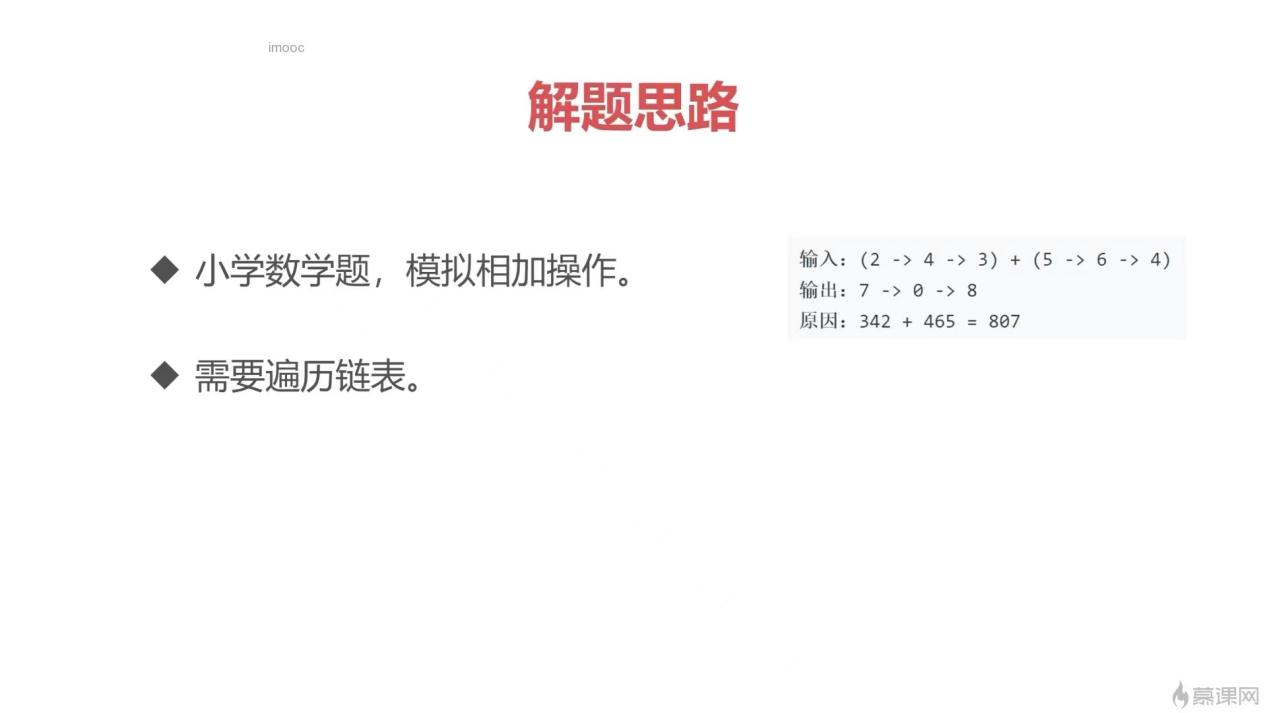 imooc
解题思路
◆ 小学数学题，模拟相加操作。
输入：(2 -> 4 -> 3) + (5 -> 6 -> 4)
输出：7 -> 0 -> 8
原因：342 + 465 = 807
◆ 需要遍历链表。
慕课网